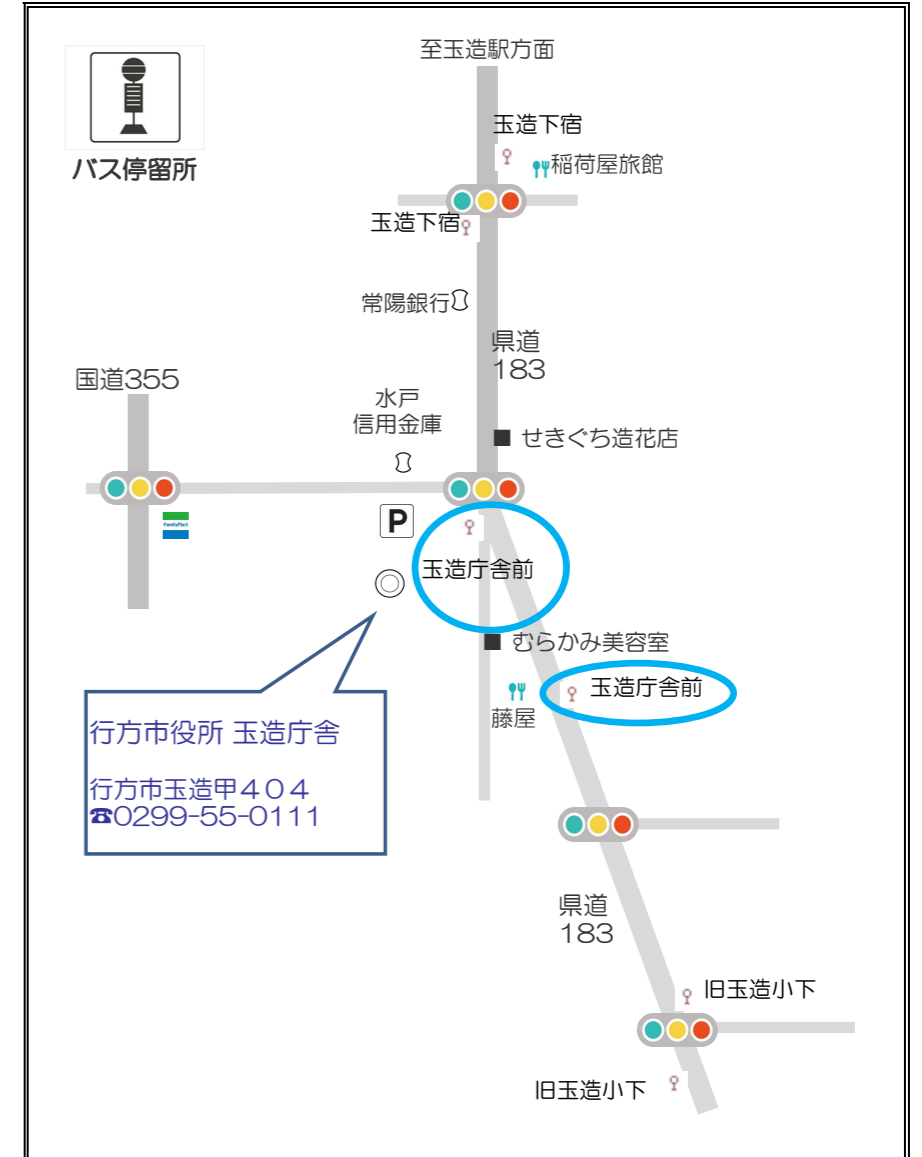 至玉造駅方面
バス停留所
玉造下宿
稲荷屋旅館
玉造下宿
常陽銀行
県道
183
国道355
水戸
信用金庫
せきぐち造花店
P
FamilyMart
玉造庁舎前
むらかみ美容室
玉造庁舎前
藤屋
行方市役所 玉造庁舎
行方市玉造甲404
☎0299-55-0111
県道
183
旧玉造小下
旧玉造小下